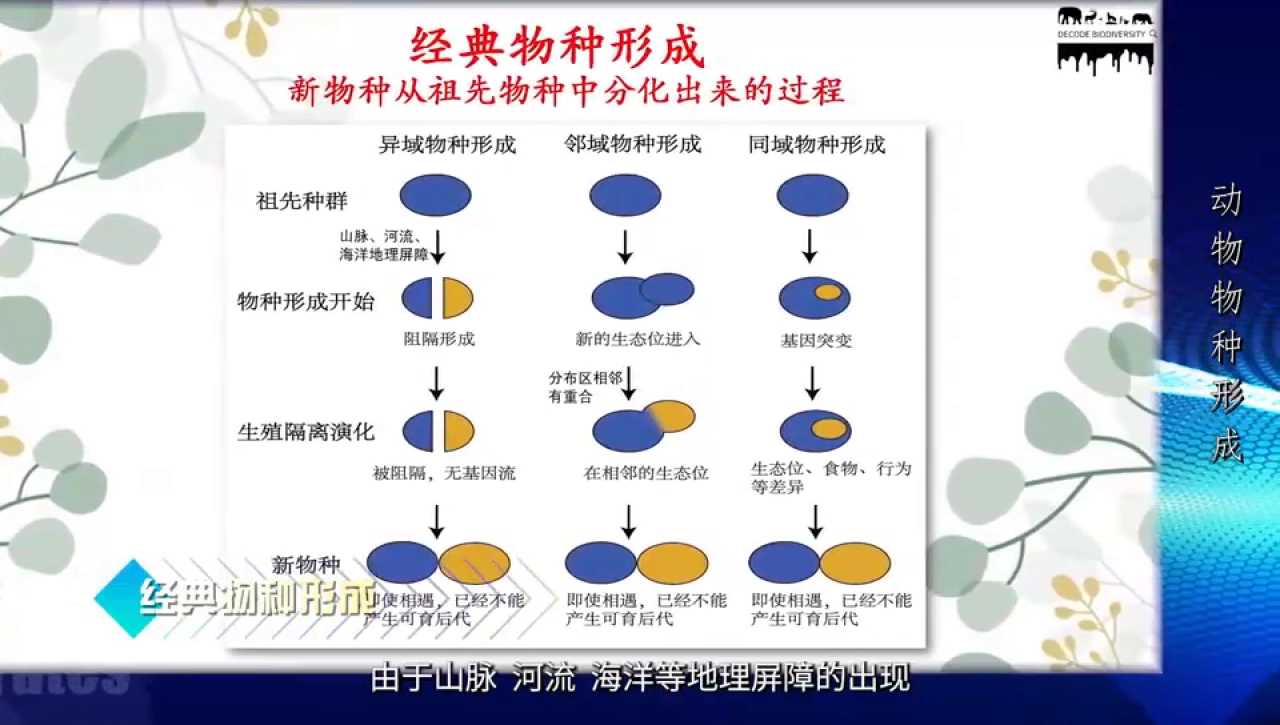 经典物种形成
新物种从祖先物种中分化出来的过程
DECODE BIODIVERSITY
异域物种形成 邻域物种形成 同域物种形成
祖先种群
山脉、河流、
海洋地理屏障
物种形成开始
阻隔形成 新的生态位进入 基因突变
分布区相邻
有重合
生殖隔离演化
被阻隔，无基因流 在相邻的生态位 生态位、食物、行为
等差异
新物种
即使相遇，已经不能
产生可育后代
即使相遇，已经不能
产生可育后代
即使相遇，已经不能
产生可育后代
经典物种形成
由于山脉 河流 海洋等地理屏障的出现
动物物种形成